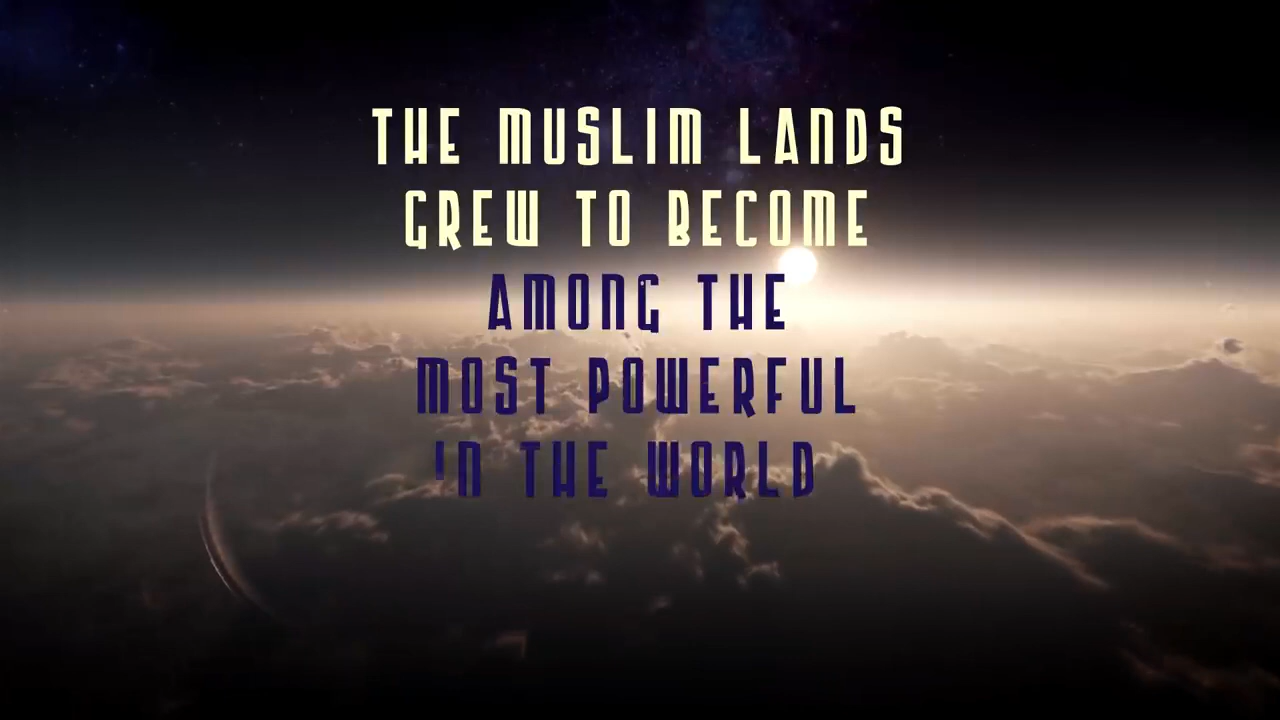 THE MUSLIM LANDS
GREW TO BECOME
AMONG THE
MOST POWERFUL
IN THE WORLD